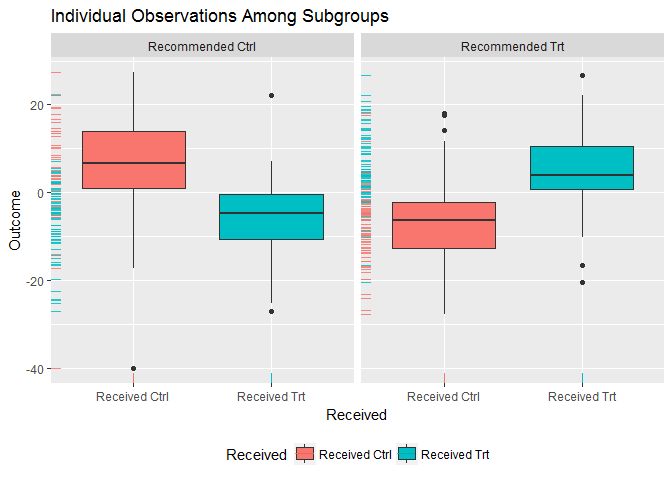 Individual Observations Among Subgroups
Recommended Ctrl Recommended Trt
Outcome
20
0
-20
-40
Received Ctrl Received Trt Received Ctrl Received Trt
Received
Received Received Ctrl Received Trt